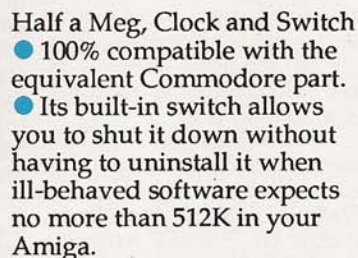 Half a Meg, Clock and Switch
● 100% compatible with the
equivalent Commodore part.
● Its built-in switch allows
you to shut it down without
having to uninstall it when
ill-behaved software expects
no more than 512K in your
Amiga.